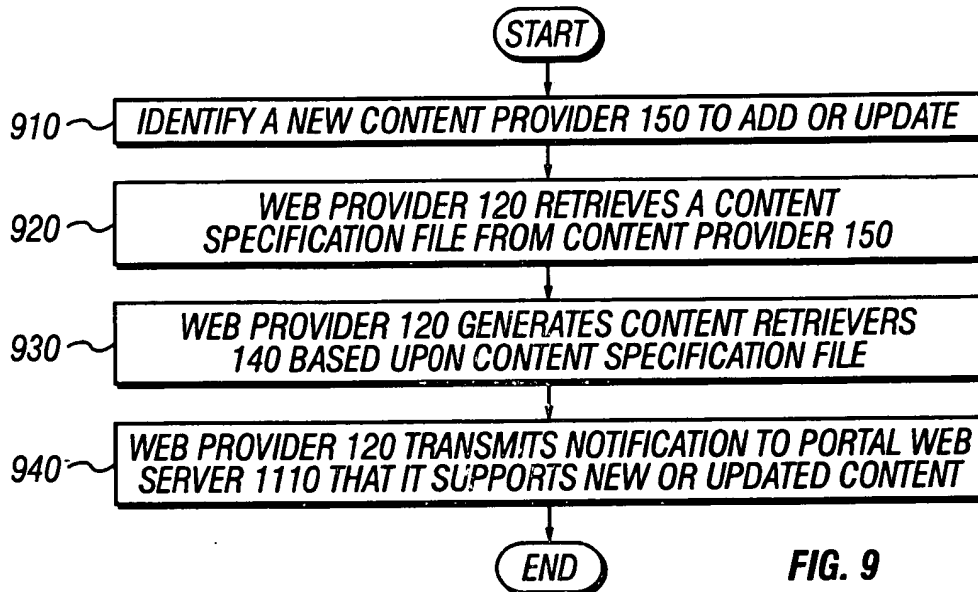 START
910
IDENTIFY A NEW CONTENT PROVIDER 150 TO ADD OR UPDATE
920
WEB PROVIDER 120 RETRIEVES A CONTENT
SPECIFICATION FILE FROM CONTENT PROVIDER 150
930
WEB PROVIDER 120 GENERATES CONTENT RETRIEVERS
140 BASED UPON CONTENT SPECIFICATION FILE
940
WEB PROVIDER 120 TRANSMITS NOTIFICATION TO PORTAL WEB
SERVER 1110 THAT IT SUPPORTS NEW OR UPDATED CONTENT
END
FIG. 9